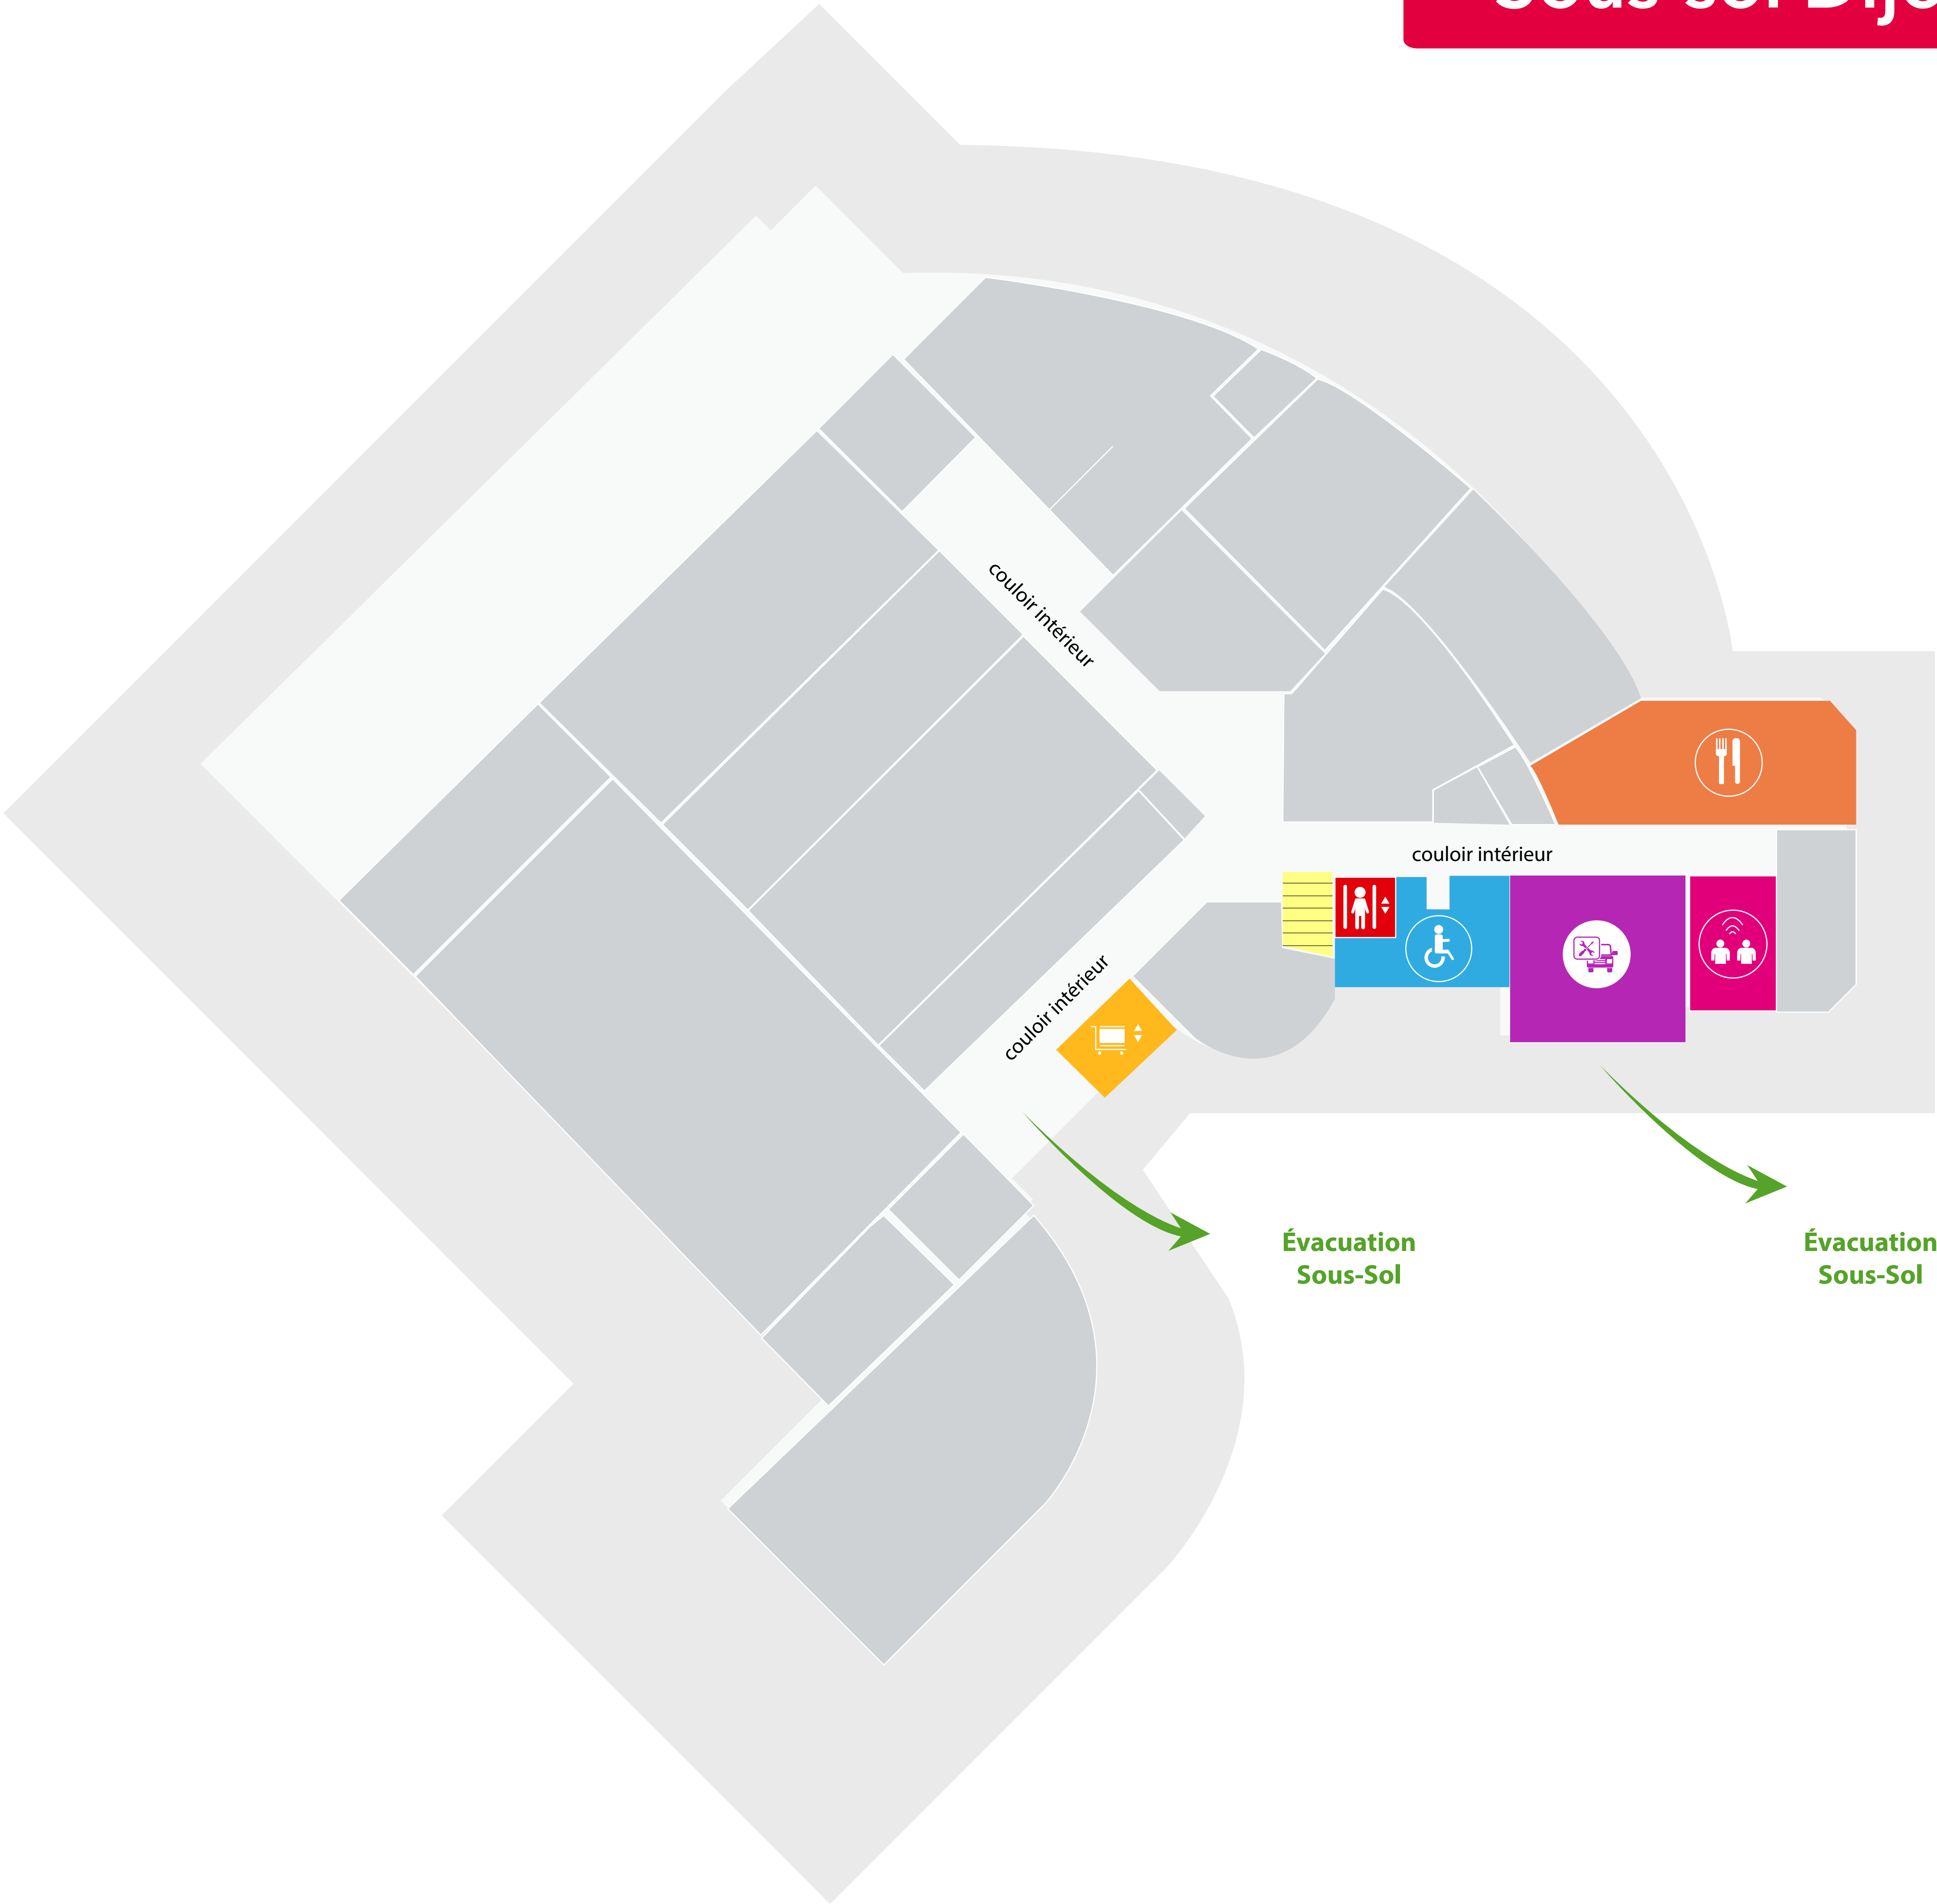 couloir intérieur
couloir intérieur
couloir intérieur
Évacuation
Sous-Sol
Évacuation
Sous-Sol